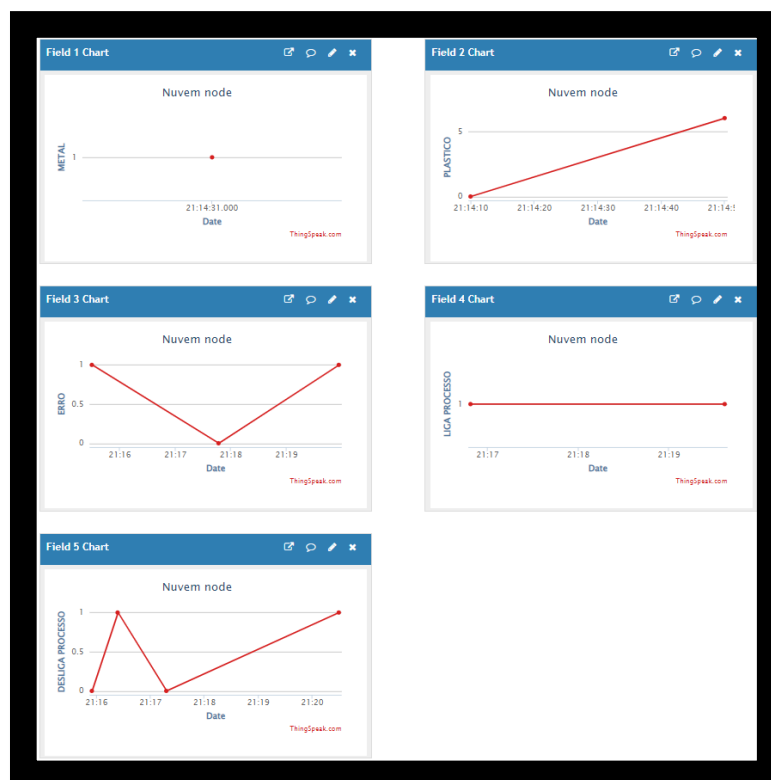 Field 1 Chart
Nuvem node
METAL
1
21:14:31.000
Date
ThingSpeak.com
Field 2 Chart
Nuvem node
PLASTICO
5
0
21:14:10 21:14:20 21:14:30 21:14:40 21:14:5
Date
ThingSpeak.com
Field 3 Chart
Nuvem node
ERRO
1
0.5
0
21:16 21:17 21:18 21:19
Date
ThingSpeak.com
Field 4 Chart
Nuvem node
LIGA PROCESSO
1
21:17 21:18 21:19
Date
ThingSpeak.com
Field 5 Chart
Nuvem node
DESLIGA PROCESSO
1
0.5
0
21:16 21:17 21:18 21:19 21:20
Date
ThingSpeak.com